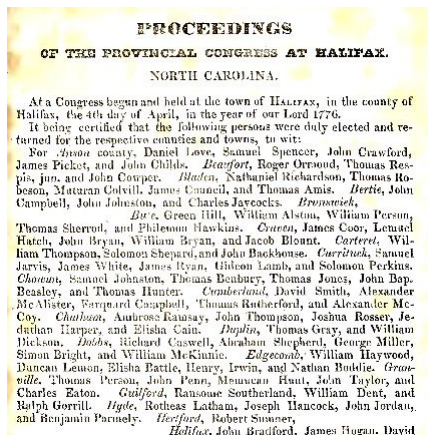 PROCEEDINGS
OF THE PROVINCIAL CONGRESS AT HALIFAX.
NORTH CAROLINA.
At a Congress begun and held at the town of HALIFAX, in the county of
Halifax, the 4th day of April, in the year of our Lord 1776.
It being certified that the following persons were duly elected and re-
turned for the respective counties and towns, to wit:
For Anson county, Daniel Love, Samuel Spencer, John Crawford,
James Picket, and John Childs. Beaufort, Roger Ormond, Thomas Res-
pis, jun. and John Cowper. Bladen, Nathaniel Richardson, Thomas Ro-
beson, Maturan Colvill, James Council, and Thomas Amis. Bertie, John
Campbell, John Johnston, and Charles Jaycocks. Brunswick,
Bute, Green Hill, William Alston, William Person,
Thomas Sherrod, and Philemon Hawkins. Craven, James Coor, Lemuel
Hatch, John Bryan, William Bryan, and Jacob Blount. Carteret, Wil-
liam Thompson, Solomon Shepard, and John Backhouse. Currituck, Samuel
Jarvis, James White, James Ryan, Gideon Lamb, and Solomon Perkins.
Chowan, Samuel Johnston, Thomas Benbury, Thomas Jones, John Bap.
Beasley, and Thomas Hunter. Cumberland, David Smith, Alexander
McAlister, Farquard Campbell, Thomas Rutherford, and Alexander Mc-
Coy. Chatham, Ambrose Ramsay, John Thompson, Joshua Rosser, Je-
duthan Harper, and Elisha Cain. Duplin, Thomas Gray, and William
Dickson. Dobbs, Richard Caswell, Abraham Shepherd, George Miller,
Simon Bright, and William McKinnie. Edgecomb, William Haywood,
Duncan Lemon, Elisha Battle, Henry, Irwin, and Nathan Boddie. Gran-
ville, Thomas Person, John Penn, Memucan Hunt, John Taylor, and
Charles Eaton. Guilford, Ransome Southerland, William Dent, and
Ralph Gorrill. Hyde, Rotheas Latham, Joseph Hancock, John Jordan,
and Benjamin Parmely. Hertford, Robert Sumner,
Halifax, John Bradford, James Hogan, David